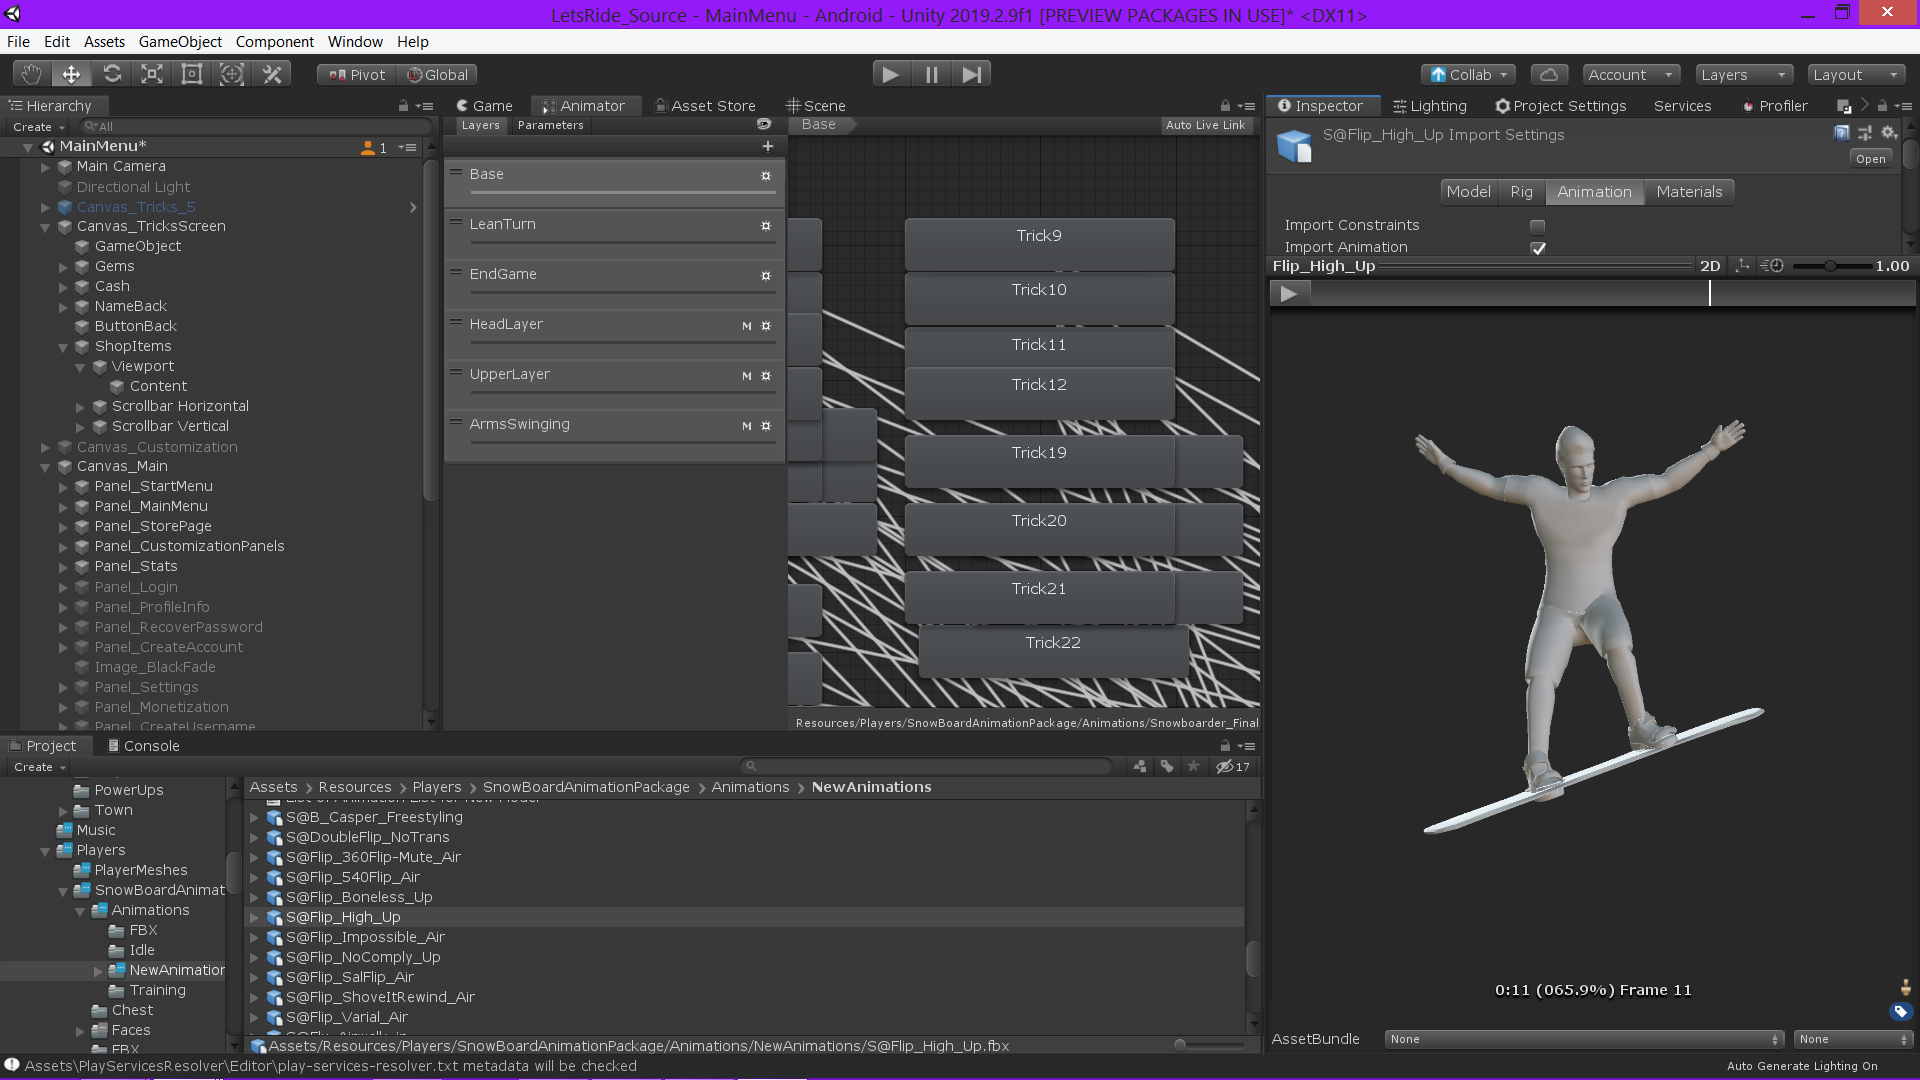 LetsRide_Source - MainMenu - Android - Unity 2019.2.9f1 [PREVIEW PACKAGES IN USE]* <DX11>
File Edit Assets GameObject Component Window Help
Pivot Global Collab Account Layers Layout
Hierarchy
Create All
MainMenu* 1
Main Camera
Directional Light
Canvas_Tricks_5
Canvas_TricksScreen
GameObject
Gems
Cash
NameBack
ButtonBack
ShopItems
Viewport
Content
Scrollbar Horizontal
Scrollbar Vertical
Canvas_Customization
Canvas_Main
Panel_StartMenu
Panel_MainMenu
Panel_StorePage
Panel_CustomizationPanels
Panel_Stats
Panel_Login
Panel_ProfileInfo
Panel_RecoverPassword
Panel_CreateAccount
Image_BlackFade
Panel_Settings
Panel_Monetization
Panel_CreateUsername
Game Animator Asset Store Scene
Layers Parameters Base Auto Live Link
Base
LeanTurn
EndGame
HeadLayer M
UpperLayer M
ArmsSwinging M
Trick9
Trick10
Trick11
Trick12
Trick19
Trick20
Trick21
Trick22
Resources/Players/SnowBoardAnimationPackage/Animations/Snowboarder_Final
Inspector Lighting Project Settings Services Profiler
S@Flip_High_Up Import Settings
Open
Model Rig Animation Materials
Import Constraints
Import Animation
Flip_High_Up 2D 1.00
0:11 (065.9%) Frame 11
AssetBundle None None
Project Console
Create 17
PowerUps
Town
Music
Players
PlayerMeshes
SnowBoardAnimat
Animations
FBX
Idle
NewAnimation
Training
Chest
Faces
FBX
Assets Resources Players SnowBoardAnimationPackage Animations NewAnimations
List of Animation List for New Model
S@B_Casper_Freestyling
S@DoubleFlip_NoTrans
S@Flip_360Flip-Mute_Air
S@Flip_540Flip_Air
S@Flip_Boneless_Up
S@Flip_High_Up
S@Flip_Impossible_Air
S@Flip_NoComply_Up
S@Flip_SalFlip_Air
S@Flip_ShoveItRewind_Air
S@Flip_Varial_Air
Assets/Resources/Players/SnowBoardAnimationPackage/Animations/NewAnimations/S@Flip_High_Up.fbx
Assets\PlayServicesResolver\Editor\play-services-resolver.txt metadata will be checked
Auto Generate Lighting On